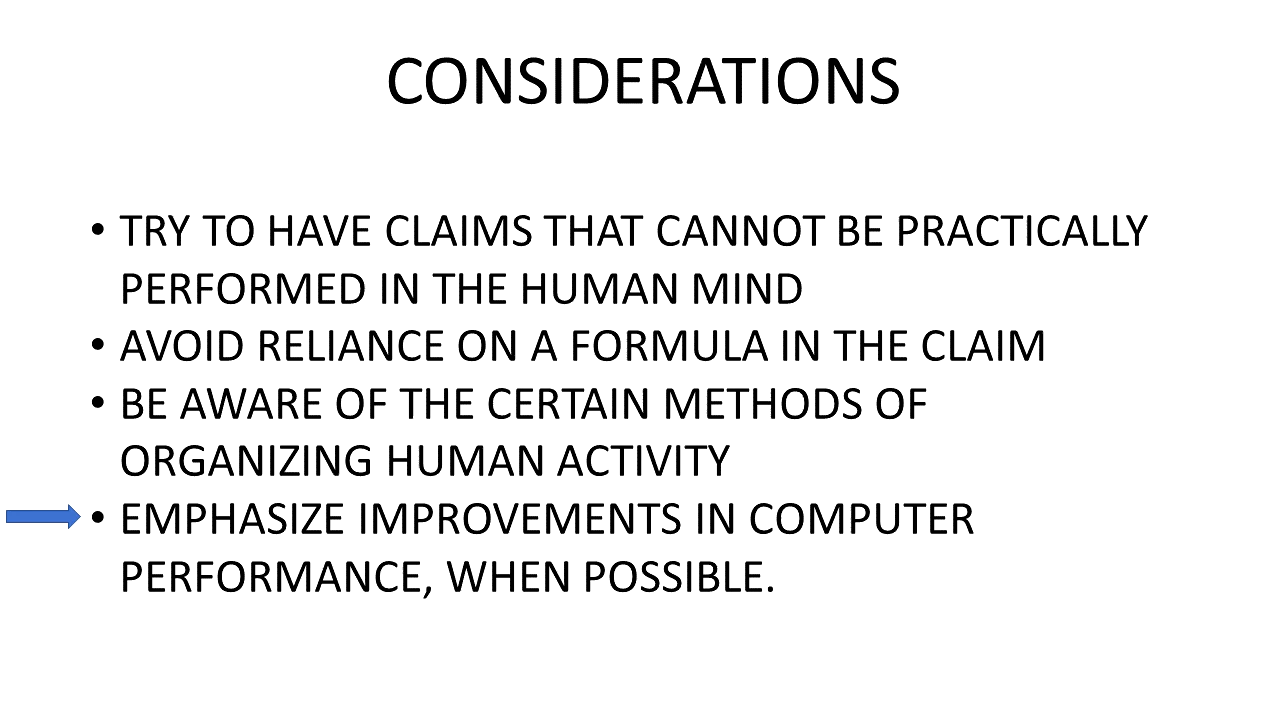 CONSIDERATIONS
• TRY TO HAVE CLAIMS THAT CANNOT BE PRACTICALLY
PERFORMED IN THE HUMAN MIND
• AVOID RELIANCE ON A FORMULA IN THE CLAIM
• BE AWARE OF THE CERTAIN METHODS OF
ORGANIZING HUMAN ACTIVITY
• EMPHASIZE IMPROVEMENTS IN COMPUTER
PERFORMANCE, WHEN POSSIBLE.